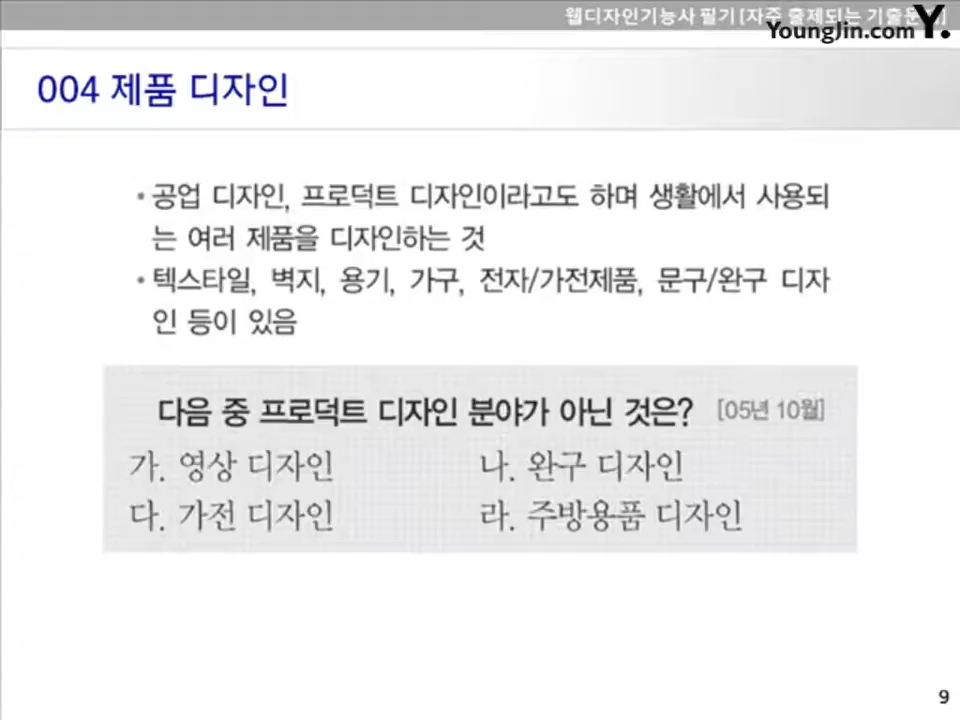 웹디자인기능사 필기 [자주 출제되는 기출문제]
YoungJin.com Y.
004 제품 디자인
• 공업 디자인, 프로덕트 디자인이라고도 하며 생활에서 사용되
는 여러 제품을 디자인하는 것
• 텍스타일, 벽지, 용기, 가구, 전자/가전제품, 문구/완구 디자
인 등이 있음
다음 중 프로덕트 디자인 분야가 아닌 것은? [05년 10월]
가. 영상 디자인 나. 완구 디자인
다. 가전 디자인 라. 주방용품 디자인
9